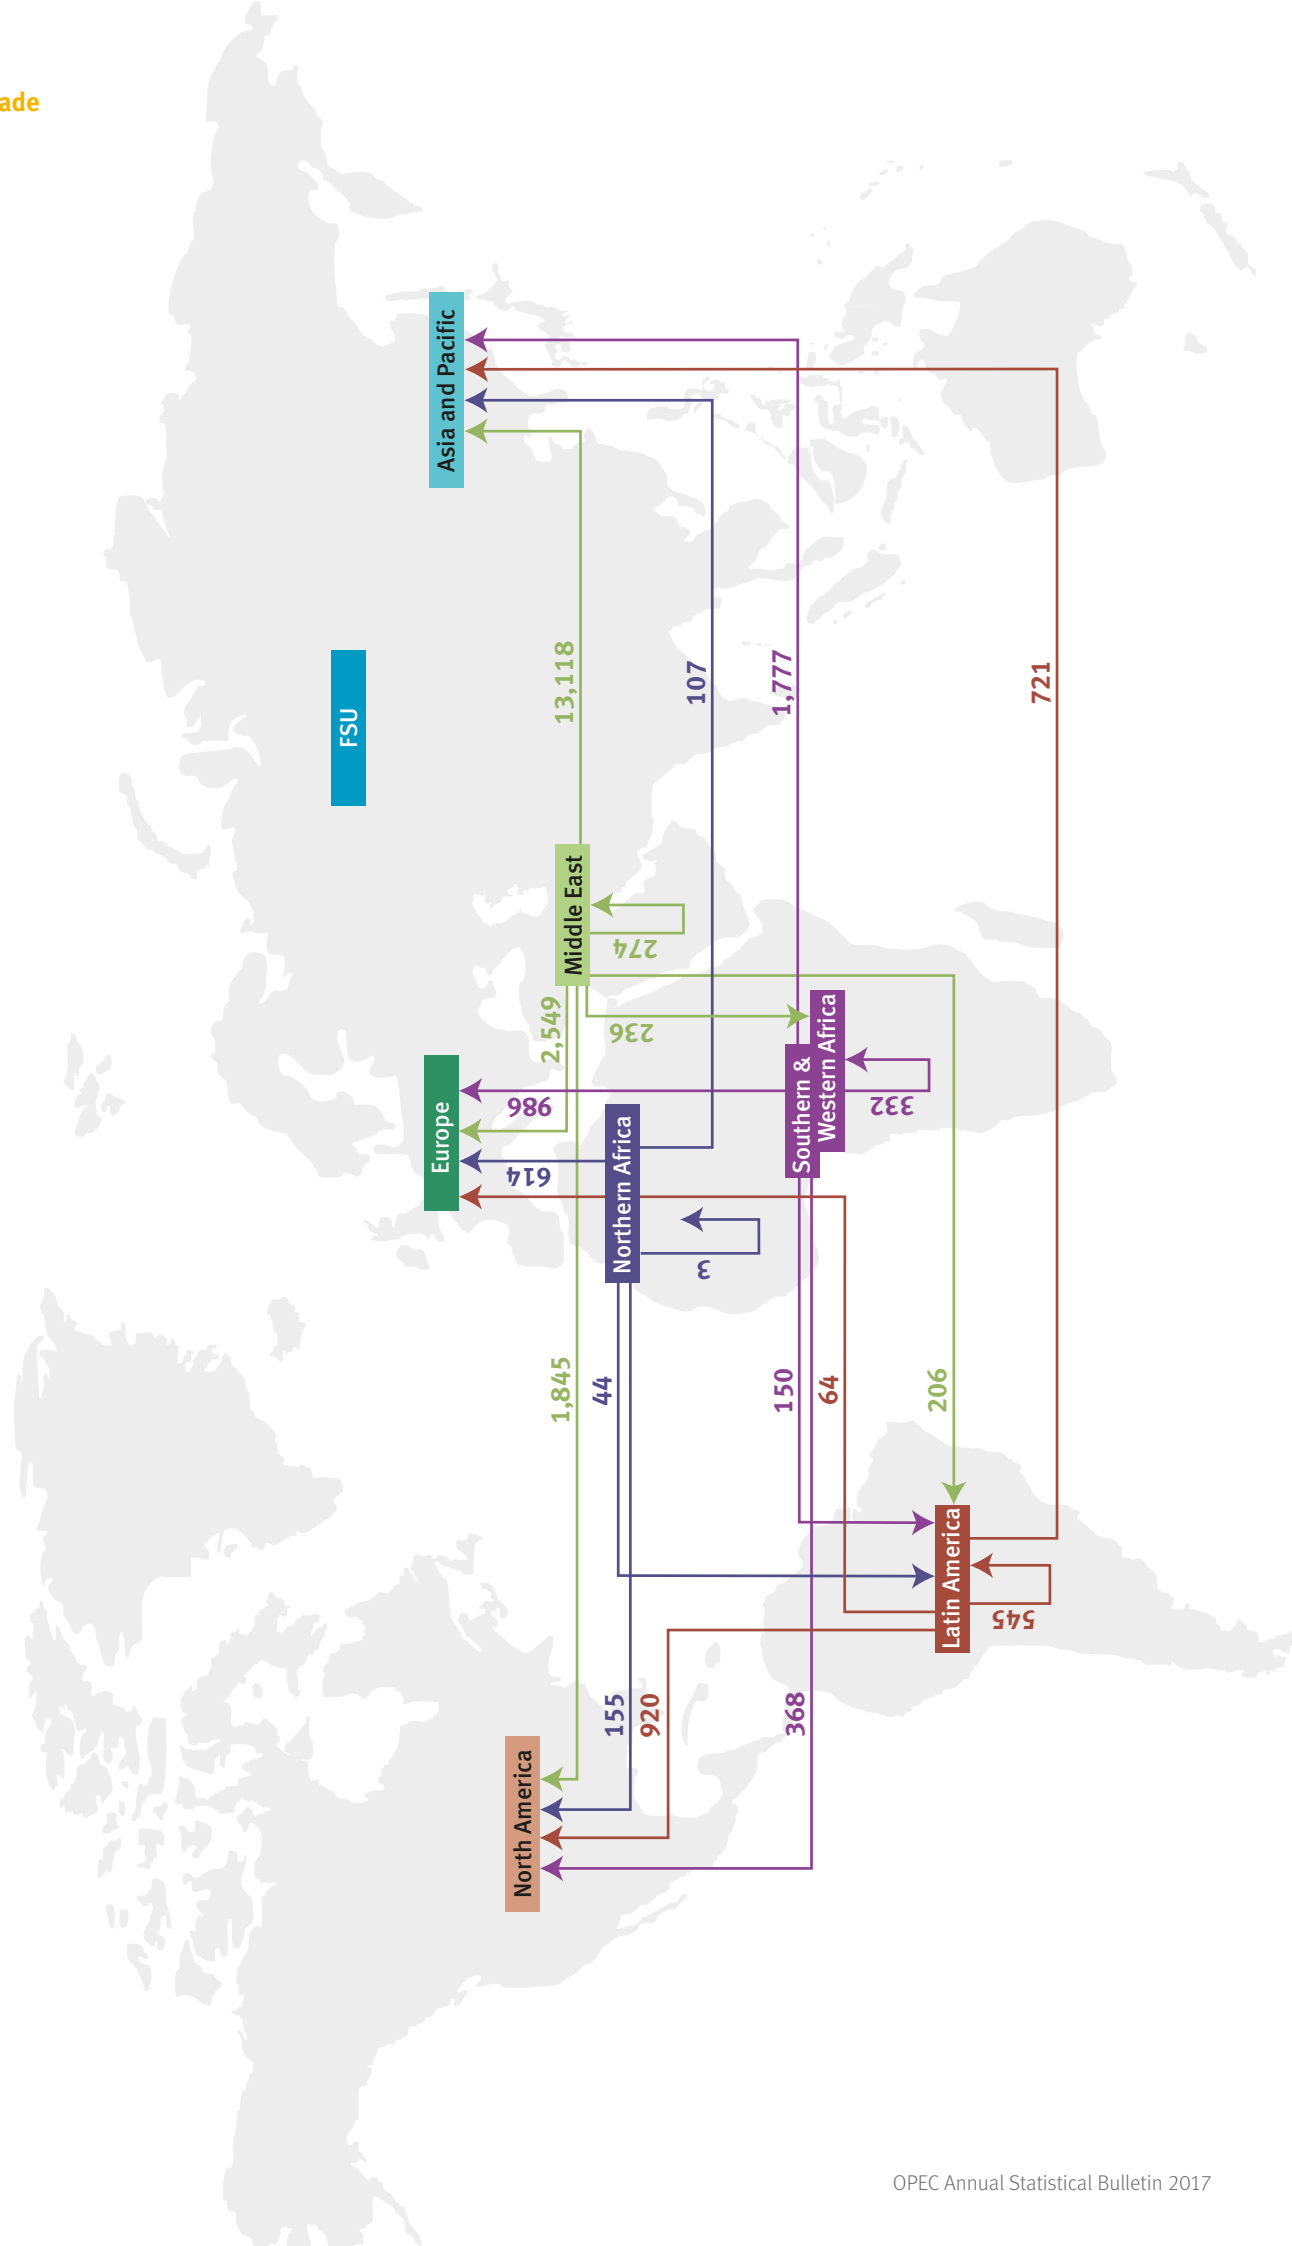 ade
Asia and Pacific
FSU
13,118
107
1,777
721
Middle East
274
2,549
236
Europe
986
614
Northern Africa
3
Southern &
Western Africa
332
1,845
44
150
64
206
Latin America
545
155
920
368
North America
OPEC Annual Statistical Bulletin 2017